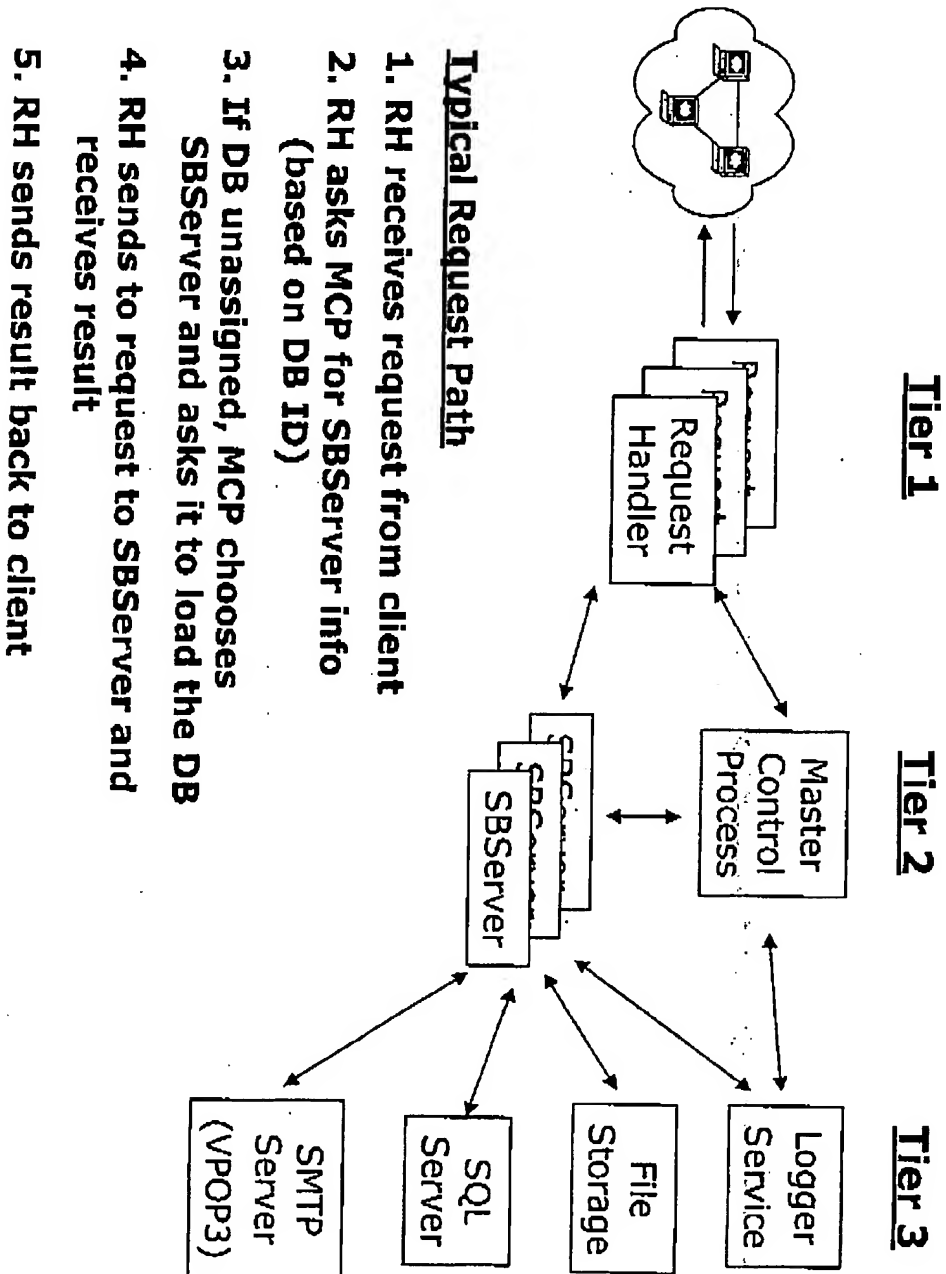 Tier 1
Tier 2
Tier 3
Request
Handler
Master
Control
Process
SBServer
Logger
Service
File
Storage
SQL
Server
SMTP
Server
(VPOP3)
Typical Request Path
1. RH receives request from client
2. RH asks MCP for SBServer info
(based on DB ID))
3. If DB unassigned, MCP chooses
SBServer and asks it to load the DB
4. RH sends to request to SBServer and
receives result
5. RH sends result back to client